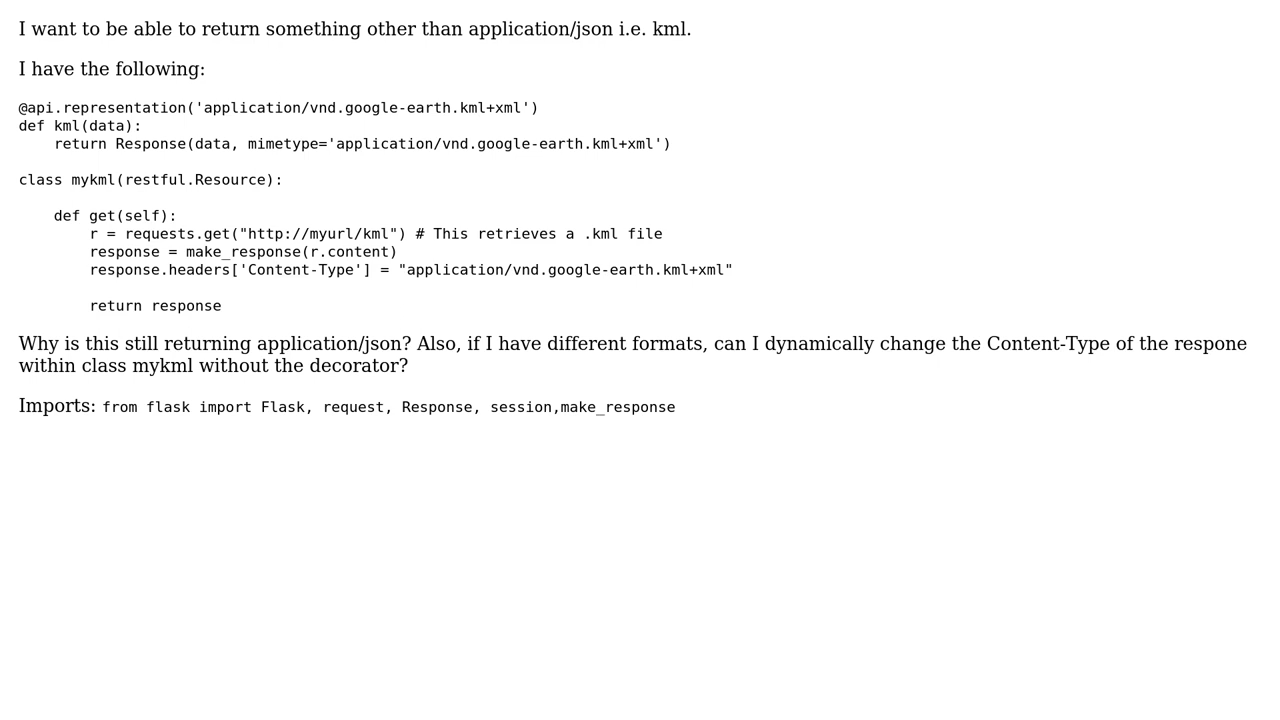 I want to be able to return something other than application/json i.e. kml.
I have the following:
@api.representation('application/vnd.google-earth.kml+xml')
def kml(data):
    return Response(data, mimetype='application/vnd.google-earth.kml+xml')
class mykml(restful.Resource):
    def get(self):
        r = requests.get("http://myurl/kml") # This retrieves a .kml file
        response = make_response(r.content)
        response.headers['Content-Type'] = "application/vnd.google-earth.kml+xml"
        return response
Why is this still returning application/json? Also, if I have different formats, can I dynamically change the Content-Type of the respone
within class mykml without the decorator?
Imports: from flask import Flask, request, Response, session,make_response